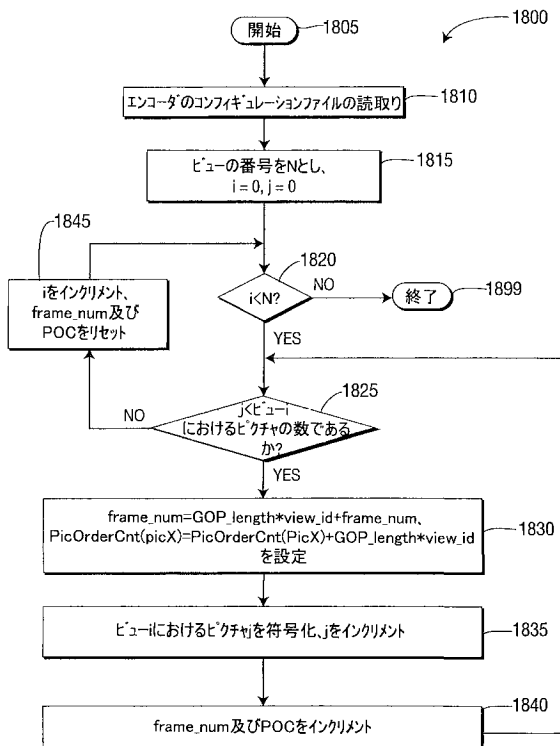 1800
開始
1805
エンコーダのコンフィギュレーションファイルの読取り
1810
ビューの番号をNとし、
i = 0, j = 0
1815
1845
iをインクリメント、
frame_num及び
POCをリセット
1820
i<N?
NO
終了
1899
YES
1825
j<ビューi
におけるピクチャの数である
か?
NO
YES
frame_num=GOP_length*view_id+frame_num、
PicOrderCnt(picX)=PicOrderCnt(PicX)+GOP_length*view_id
を設定
1830
ビューiにおけるピクチャjを符号化、jをインクリメント
1835
1840
frame_num及びPOCをインクリメント